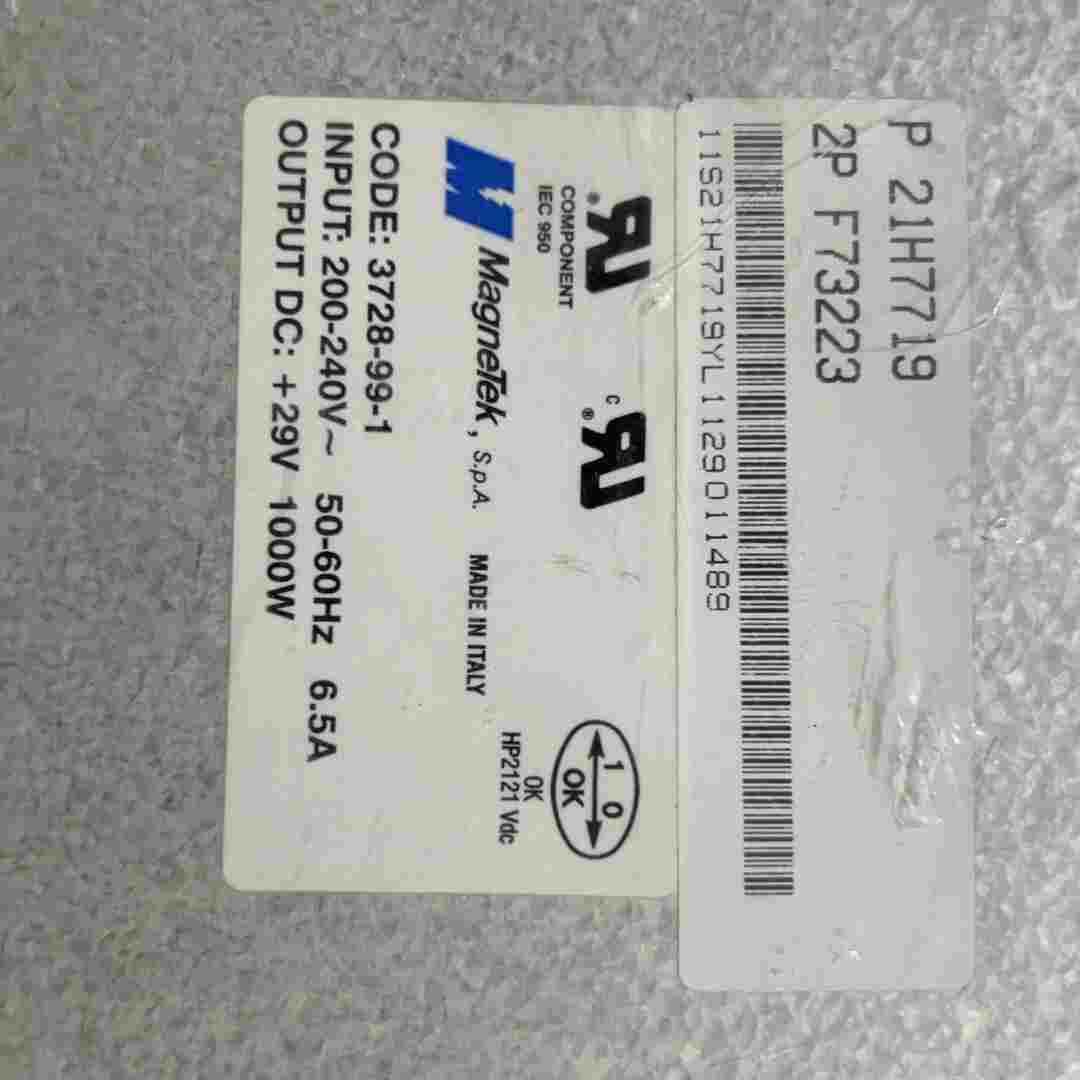 P 21H7719
2P F73223
11S21H7719YL1129011489
COMPONENT
IEC 950
C
1 0
OK
OK
HP2121 Vdc
MagneTek, S.p.A. MADE IN ITALY
CODE: 3728-99-1
INPUT: 200-240V~ 50-60Hz 6.5A
OUTPUT DC: +29V 1000W